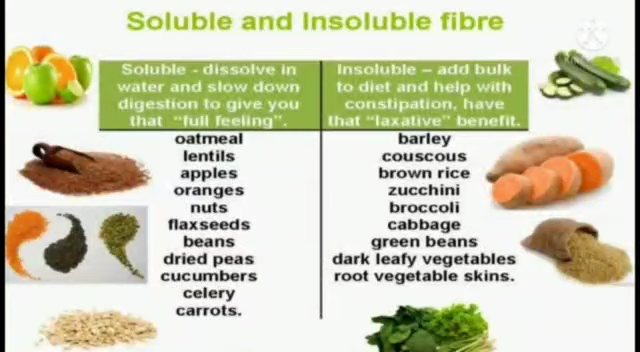 Soluble and Insoluble fibre
Soluble - dissolve in
water and slow down
digestion to give you
that "full feeling".
oatmeal
lentils
apples
oranges
nuts
flaxseeds
beans
dried peas
cucumbers
celery
carrots.
Insoluble – add bulk
to diet and help with
constipation, have
that "laxative" benefit.
barley
couscous
brown rice
zucchini
broccoli
cabbage
green beans
dark leafy vegetables
root vegetable skins.